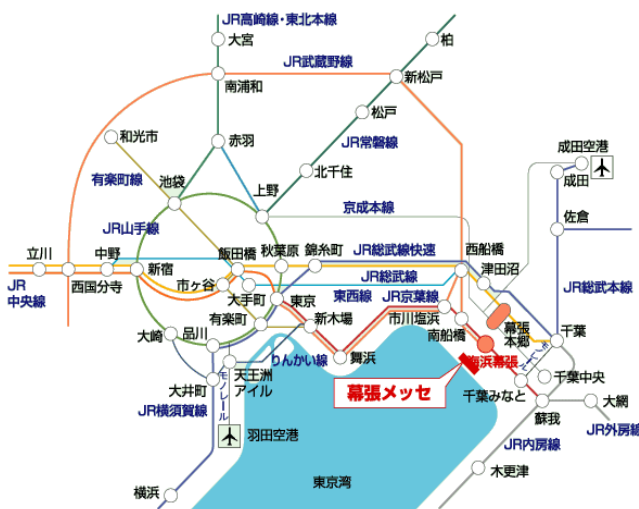 JR高崎線・東北本線
大宮
柏
JR武蔵野線
新松戸
南浦和
松戸
和光市
赤羽
JR常磐線
成田空港
北千住
成田
有楽町線
池袋
上野
京成本線
JR山手線
佐倉
立川
中野
飯田橋
秋葉原
錦糸町
JR総武線快速
西船橋
津田沼
JR
中央線
西国分寺
新宿
市ヶ谷
大手町
JR総武線
東西線
JR京葉線
JR総武本線
東京
市川塩浜
幕張
本郷
千葉
大崎
品川
有楽町
新木場
南船橋
りんかい線
舞浜
海浜幕張
モノレール
天王洲
アイル
大井町
幕張メッセ
千葉中央
千葉みなと
JR横須賀線
蘇我
大網
羽田空港
JR内房線
JR外房線
木更津
横浜
東京湾